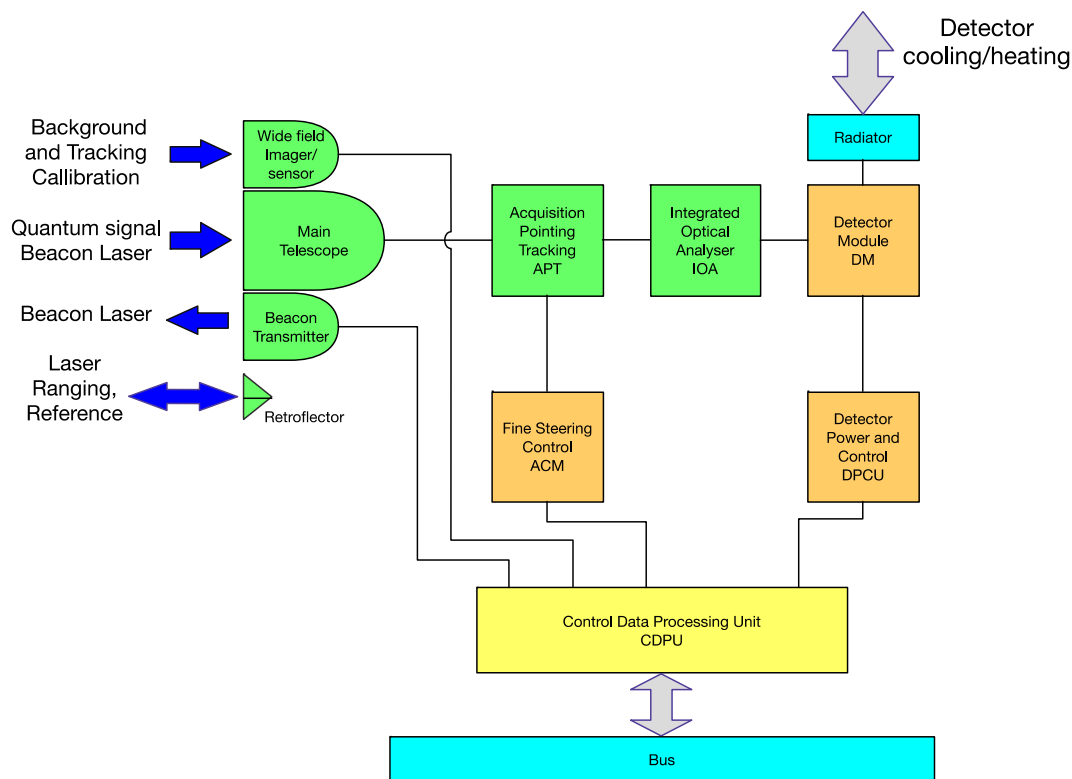 Detector
cooling/heating
Background
and Tracking
Callibration
Wide field
Imager/
sensor
Radiator
Quantum signal
Beacon Laser
Main
Telescope
Acquisition
Pointing
Tracking
APT
Integrated
Optical
Analyser
IOA
Detector
Module
DM
Beacon Laser
Beacon
Transmitter
Laser
Ranging,
Reference
Retroflector
Fine Steering
Control
ACM
Detector
Power and
Control
DPCU
Control Data Processing Unit
CDPU
Bus